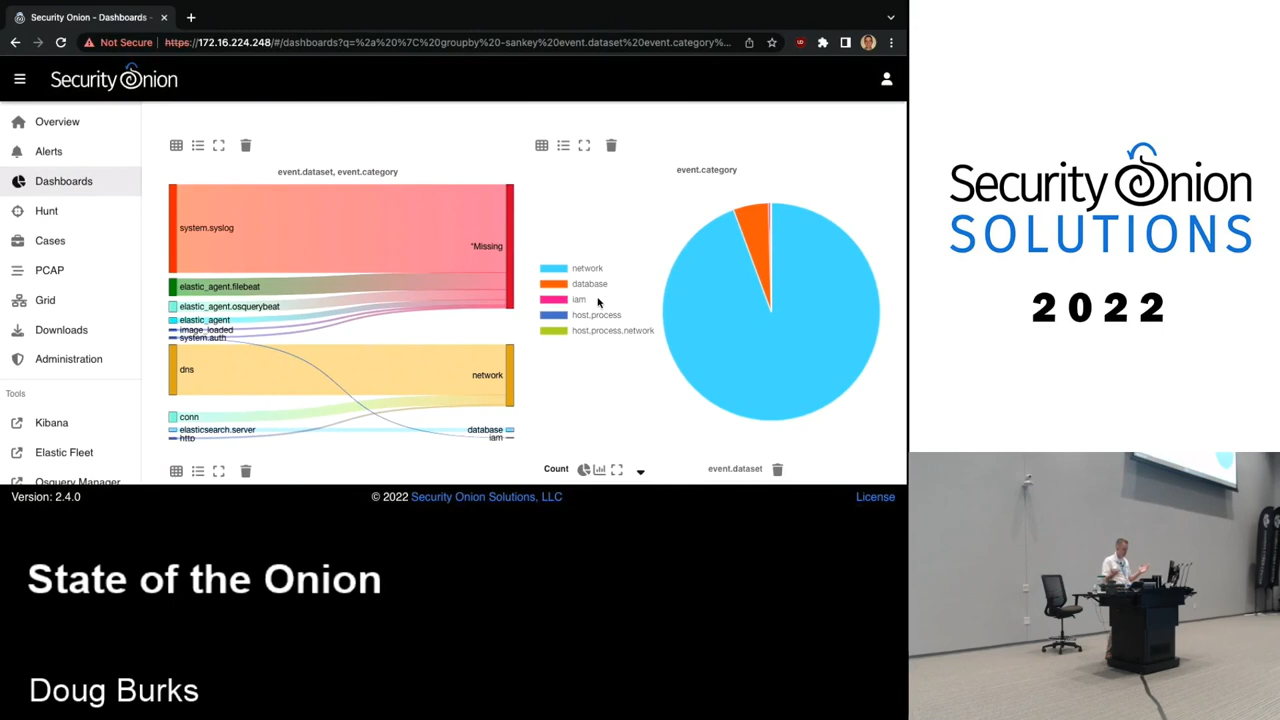 Security Onion - Dashboards -
Not Secure
https://172.16.224.248/#/dashboards?q=%2a%20%7C%20groupby%20-sankey%20event.dataset%20event.category%...
Security Onion
Overview
Alerts
Dashboards
Hunt
Cases
PCAP
Grid
Downloads
Administration
Tools
Kibana
Elastic Fleet
Osquery Manager
event.dataset, event.category
system.syslog
*Missing
elastic_agent.filebeat
elastic_agent.osquerybeat
elastic_agent
image_loaded
system.auth
dns
network
conn
elasticsearch.server
database
http
iam
event.category
network
database
iam
host,process
host,process,network
Count
event.dataset
Version: 2.4.0
© 2022 Security Onion Solutions, LLC
License
State of the Onion
Doug Burks
Security Onion
SOLUTIONS
2022